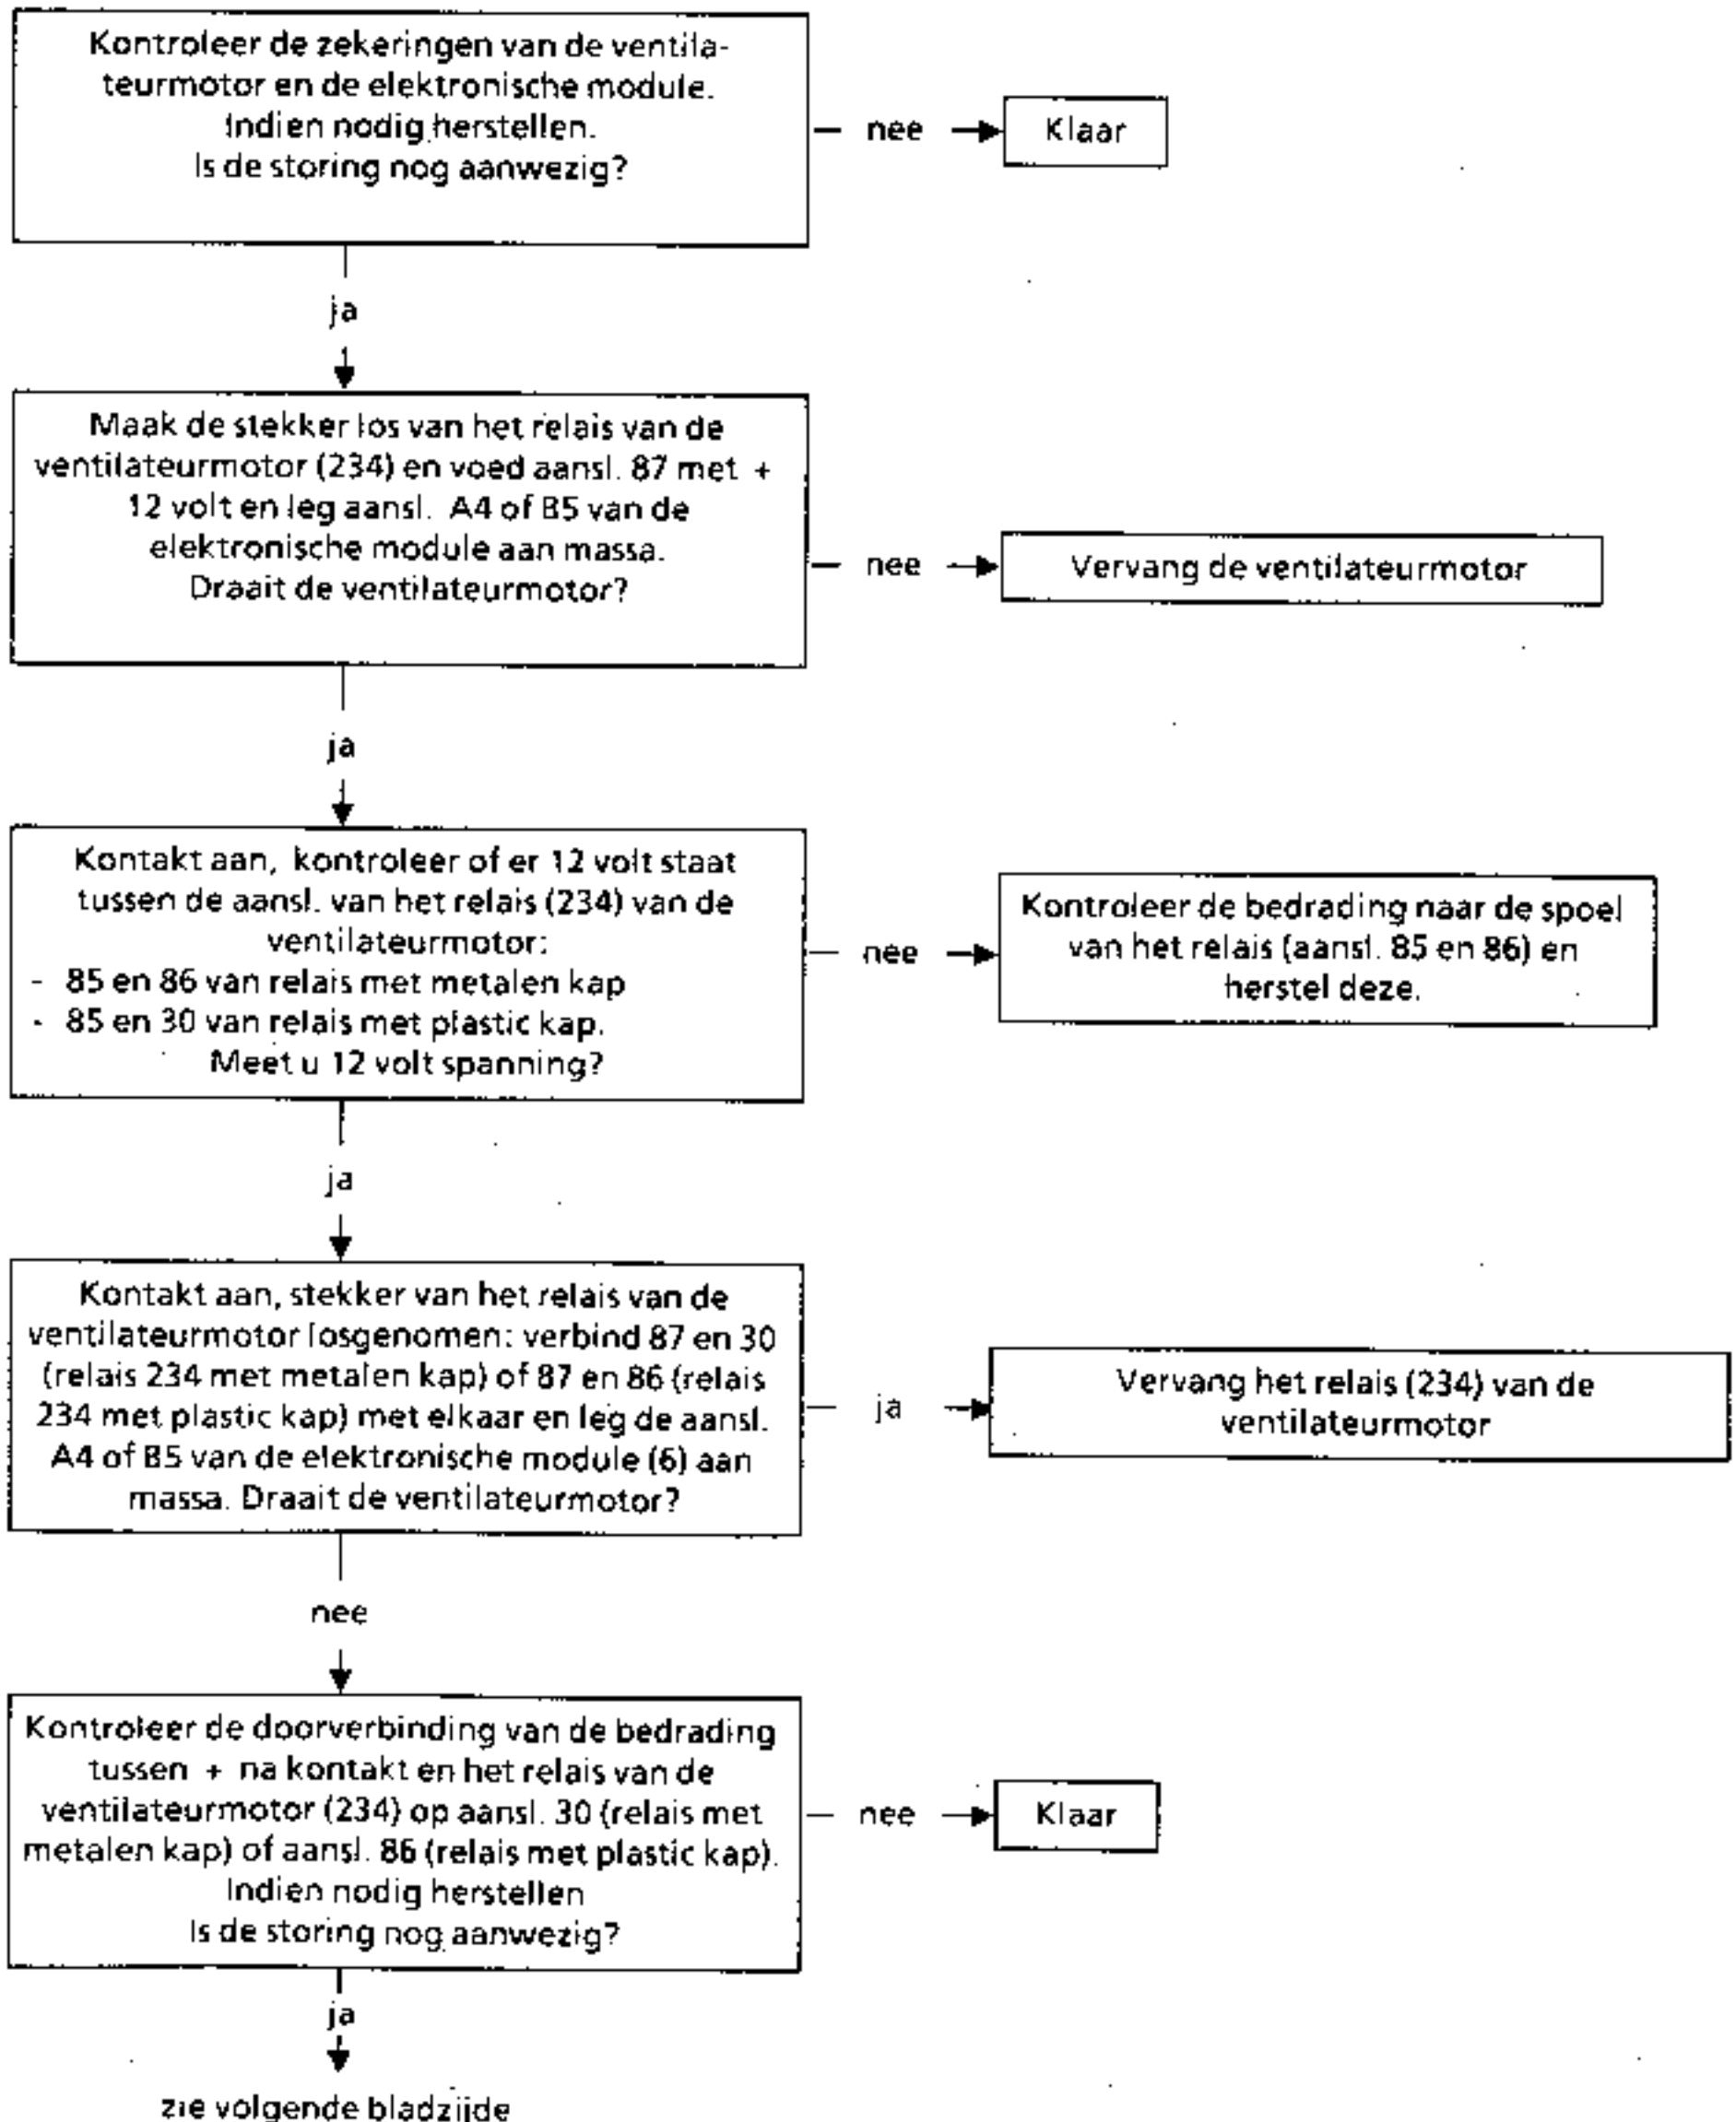 Kontroleer de zekeringen van de ventila-
teurmotor en de elektronische module.
Indien nodig herstellen.
Is de storing nog aanwezig?
nee
Klaar
ja
Maak de stekker los van het relais van de
ventilateurmotor (234) en voed aansl. 87 met +
12 volt en leg aansl. A4 of B5 van de
elektronische module aan massa.
Draait de ventilateurmotor?
nee
Vervang de ventilateurmotor
ja
Kontakt aan, kontroleer of er 12 volt staat
tussen de aansl. van het relais (234) van de
ventilateurmotor:
- 85 en 86 van relais met metalen kap
- 85 en 30 van relais met plastic kap.
Meet u 12 volt spanning?
nee
Kontroleer de bedrading naar de spoel
van het relais (aansl. 85 en 86) en
herstel deze.
ja
Kontakt aan, stekker van het relais van de
ventilateurmotor losgenomen: verbind 87 en 30
(relais 234 met metalen kap) of 87 en 86 (relais
234 met plastic kap) met elkaar en leg de aansl.
A4 of B5 van de elektronische module (6) aan
massa. Draait de ventilateurmotor?
ja
Vervang het relais (234) van de
ventilateurmotor
nee
Kontroleer de doorverbinding van de bedrading
tussen + na kontakt en het relais van de
ventilateurmotor (234) op aansl. 30 (relais met
metalen kap) of aansl. 86 (relais met plastic kap).
Indien nodig herstellen
Is de storing nog aanwezig?
nee
Klaar
ja
zie volgende bladzijde